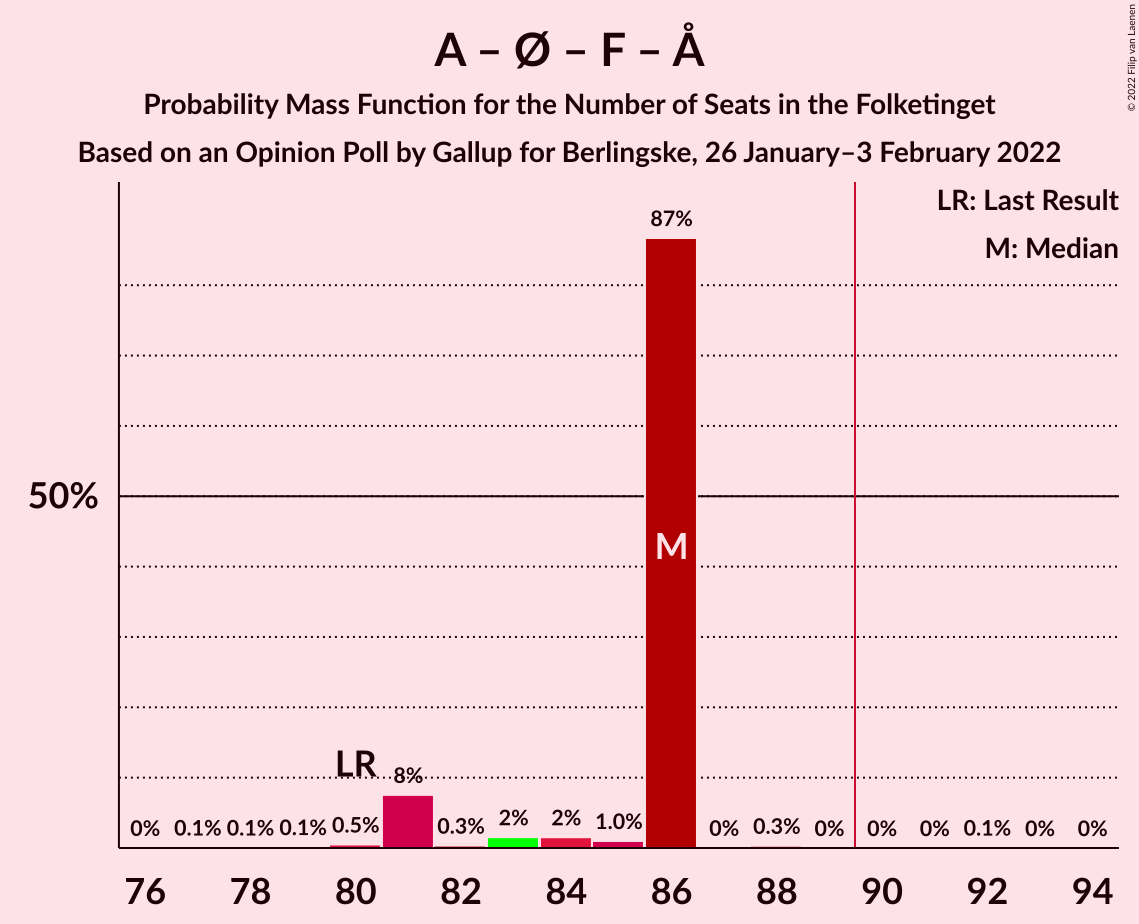 A – Ø – F – Å
Probability Mass Function for the Number of Seats in the Folketinget
Based on an Opinion Poll by Gallup for Berlingske, 26 January–3 February 2022
© 2022 Filip van Laenen
LR: Last Result
M: Median
87%
50%
M
LR
8%
0% 0.1% 0.1% 0.1% 0.5% 0.3% 2% 2% 1.0% 0% 0.3% 0% 0% 0% 0.1% 0% 0%
76 78 80 82 84 86 88 90 92 94